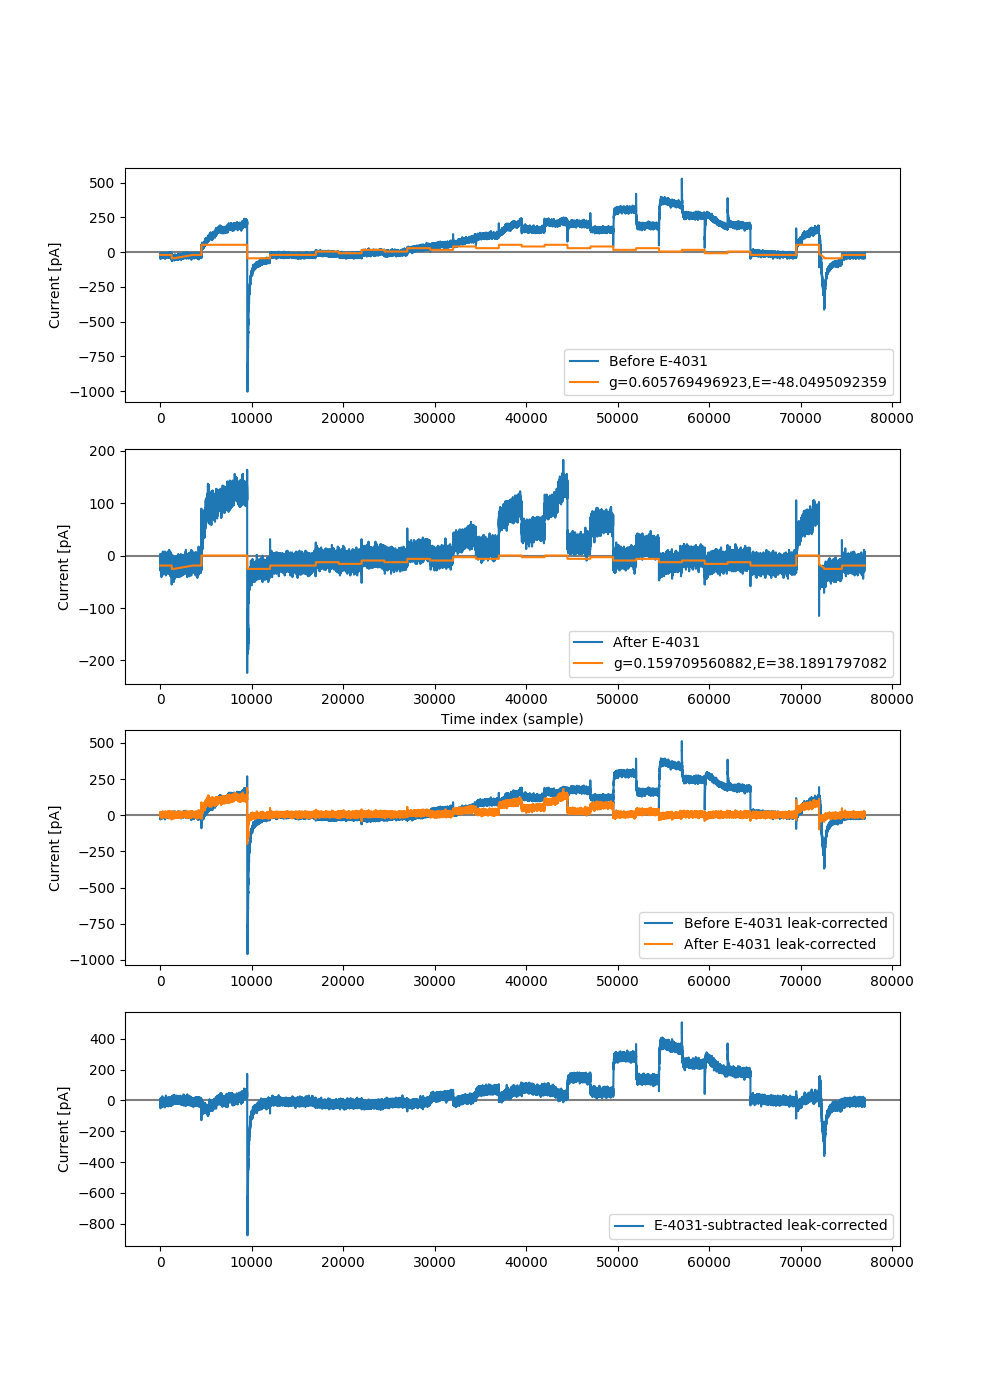 500
250
0
−250
−500
−750
−1000
Current [pA]
Before E-4031
g=0.605769496923,E=-48.0495092359
0 10000 20000 30000 40000 50000 60000 70000 80000
200
100
0
−100
−200
Current [pA]
After E-4031
g=0.159709560882,E=38.1891797082
0 10000 20000 30000 40000 50000 60000 70000 80000
Time index (sample)
500
250
0
−250
−500
−750
−1000
Current [pA]
Before E-4031 leak-corrected
After E-4031 leak-corrected
0 10000 20000 30000 40000 50000 60000 70000 80000
400
200
0
−200
−400
−600
−800
Current [pA]
E-4031-subtracted leak-corrected
0 10000 20000 30000 40000 50000 60000 70000 80000